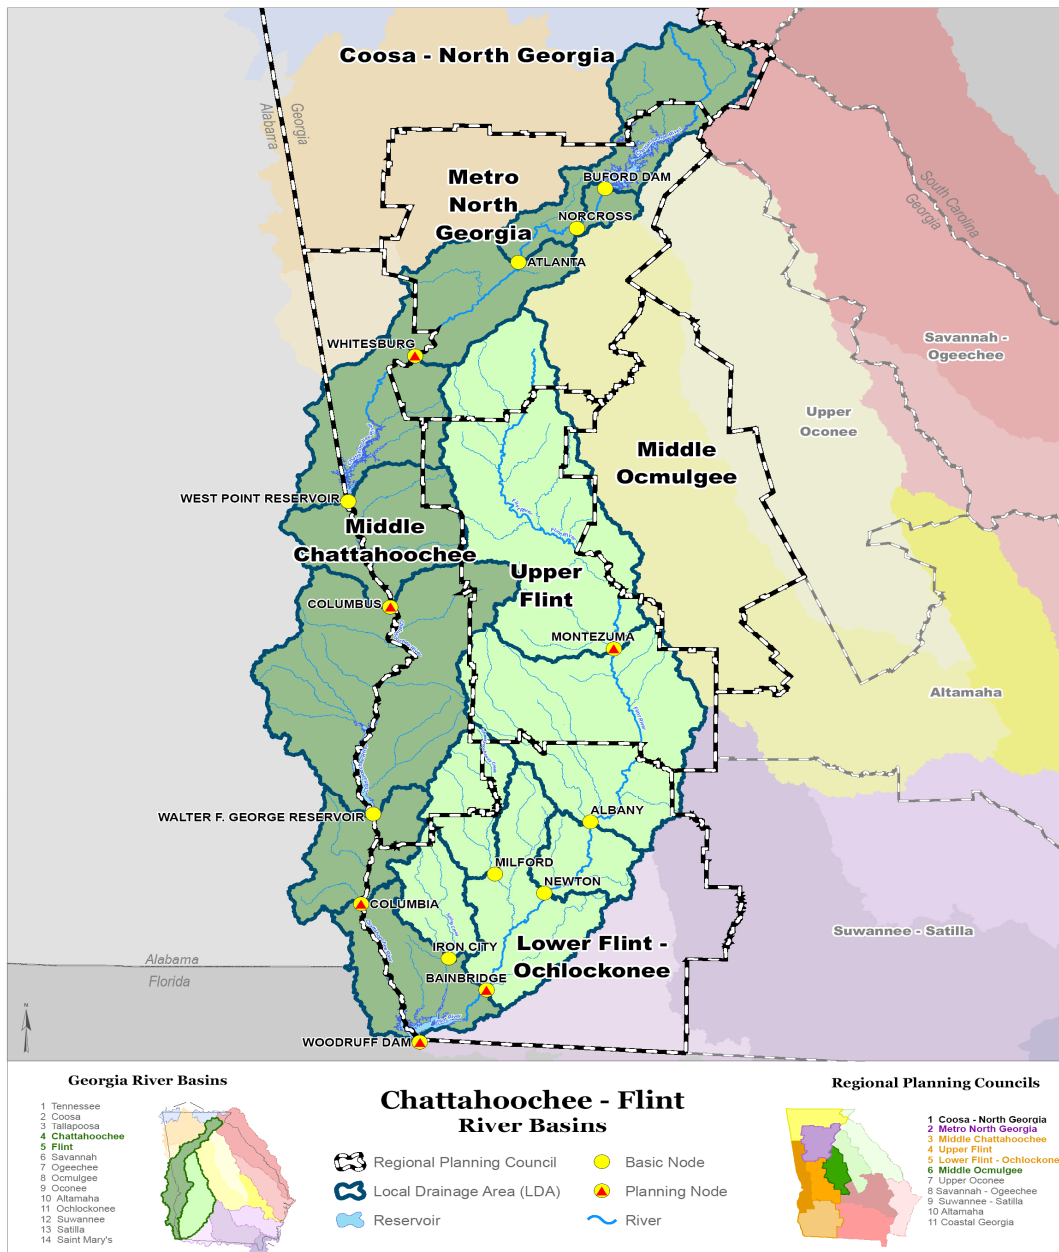 Coosa - North Georgia
Alabama
Georgia
Metro
North
Georgia
BUFORD DAM
NORCROSS
ATLANTA
South Carolina
Georgia
WHITESBURG
Savannah -
Ogeechee
Upper
Oconee
Middle
Ocmulgee
WEST POINT RESERVOIR
Middle
Chattahoochee
Upper
Flint
COLUMBUS
MONTEZUMA
Altamaha
WALTER F. GEORGE RESERVOIR
ALBANY
MILFORD
NEWTON
COLUMBIA
Suwannee - Satilla
IRON CITY
Lower Flint -
Ochlockonee
Alabama
Florida
BAINBRIDGE
N
WOODRUFF DAM
Georgia River Basins
1 Tennessee
2 Coosa
3 Tallapoosa
4 Chattahoochee
5 Flint
6 Savannah
7 Ogeechee
8 Ocmulgee
9 Oconee
10 Altamaha
11 Ochlockonee
12 Suwannee
13 Satilla
14 Saint Mary's
Chattahoochee - Flint
River Basins
Regional Planning Council
Basic Node
Local Drainage Area (LDA)
Planning Node
Reservoir
River
Regional Planning Councils
1 Coosa - North Georgia
2 Metro North Georgia
3 Middle Chattahoochee
4 Upper Flint
5 Lower Flint - Ochlockone
6 Middle Ocmulgee
7 Upper Oconee
8 Savannah - Ogeechee
9 Suwannee - Satilla
10 Altamaha
11 Coastal Georgia